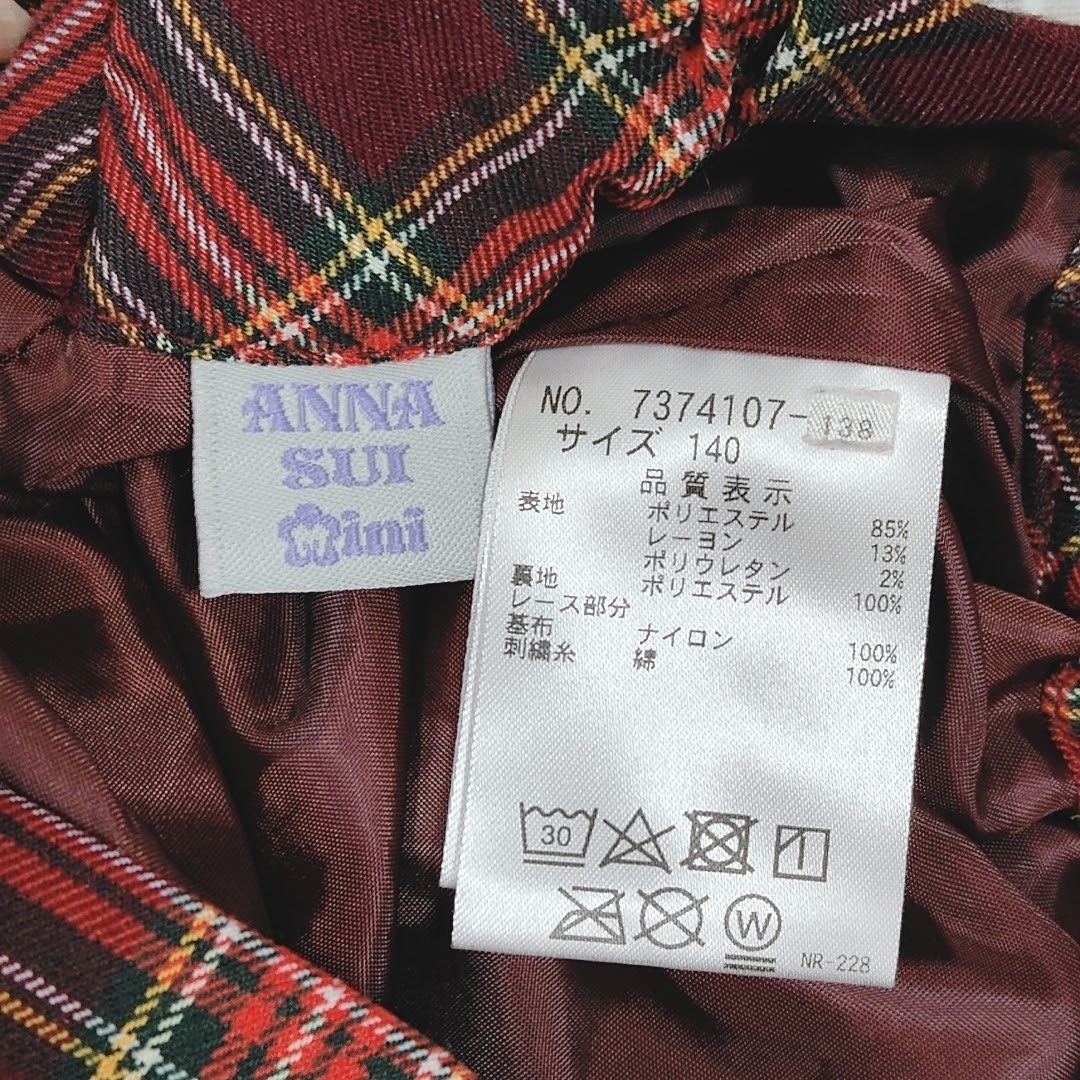 ANNA
SUI
mini
NO. 7374107-138
サイズ 140
品質表示
表地 ポリエステル 85%
レーヨン 13%
ポリウレタン 2%
裏地 ポリエステル 100%
レース部分
基布 ナイロン 100%
刺繍糸 綿 100%
30
W
NR-228